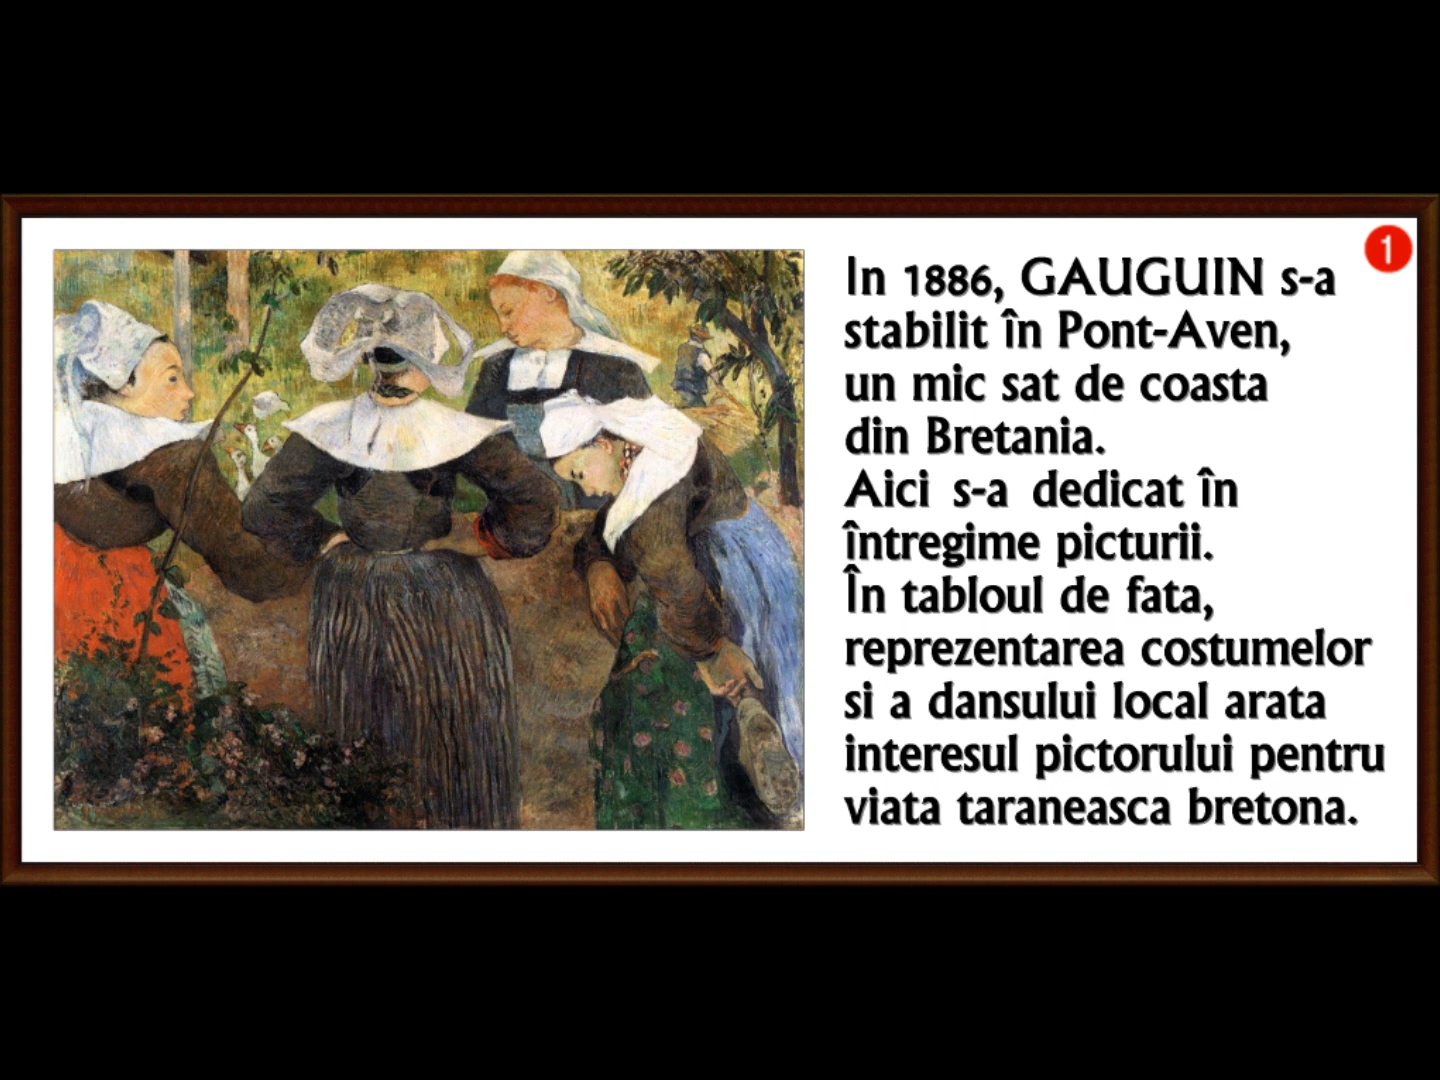 1
In 1886, GAUGUIN s-a
stabilit în Pont-Aven,
un mic sat de coasta
din Bretania.
Aici s-a dedicat în
întregime picturii.
În tabloul de fata,
reprezentarea costumelor
si a dansului local arata
interesul pictorului pentru
viata taraneasca bretona.